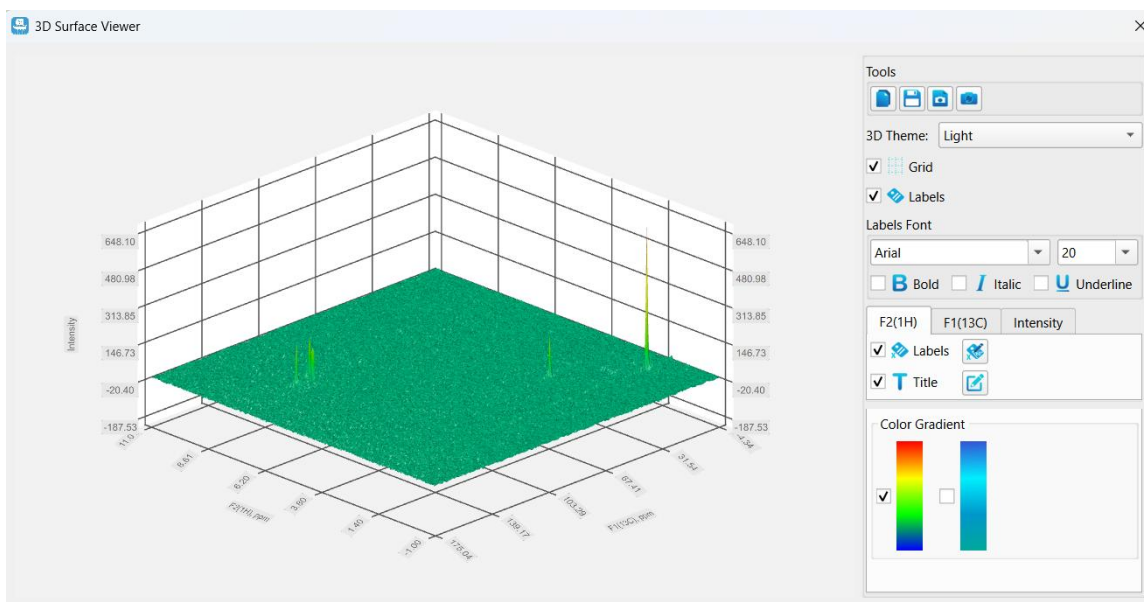 3D Surface Viewer
Tools
3D Theme: Light
Grid
Labels
Labels Font
Arial 20
B Bold I Italic U Underline
F2(1H) F1(13C) Intensity
Labels
T Title
Color Gradient
648.10
480.98
313.85
146.73
-20.40
-187.53
Intensity
648.10
480.98
313.85
146.73
-20.40
-187.53
11.0
8.61
6.20
3.80
1.40
-1.00
F2(1H), ppm
175.04
139.17
103.29
67.41
31.54
-4.34
F1(13C), ppm